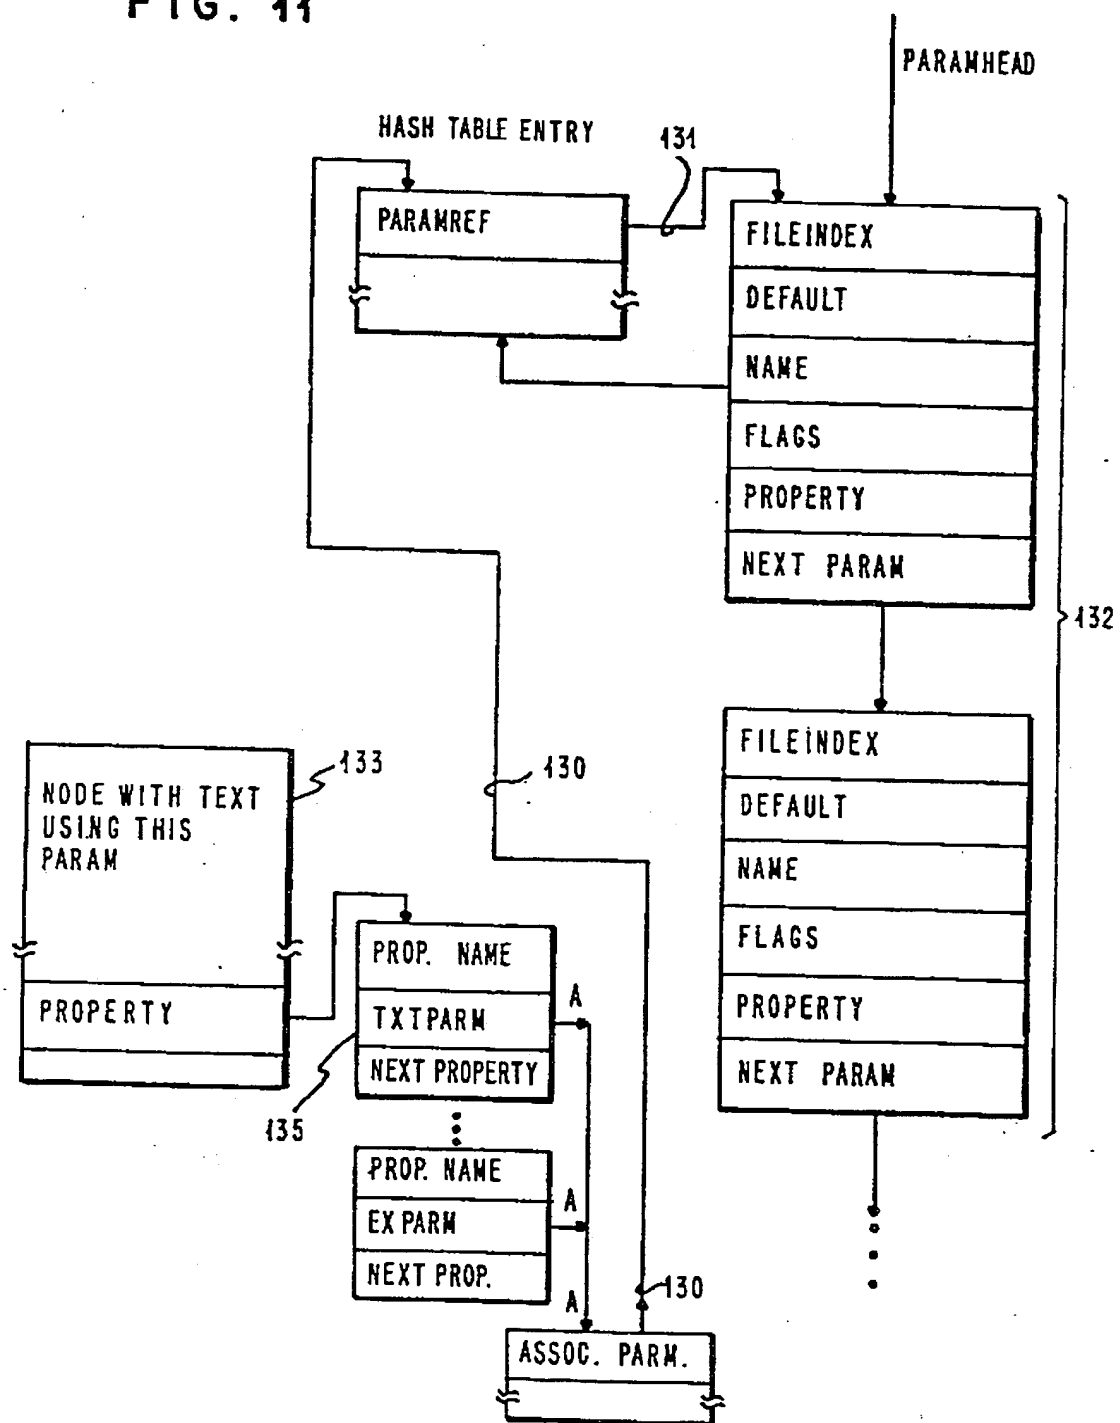 FIG. 11
PARAMHEAD
HASH TABLE ENTRY
131
PARAMREF
FILEINDEX
DEFAULT
NAME
FLAGS
PROPERTY
NEXT PARAM
132
FILEINDEX
DEFAULT
NAME
FLAGS
PROPERTY
NEXT PARAM
133
130
NODE WITH TEXT
USING THIS
PARAM
PROPERTY
PROP. NAME
TXTPARM
NEXT PROPERTY
A
135
PROP. NAME
EXPARM
NEXT PROP.
A
A
130
ASSOC. PARM.